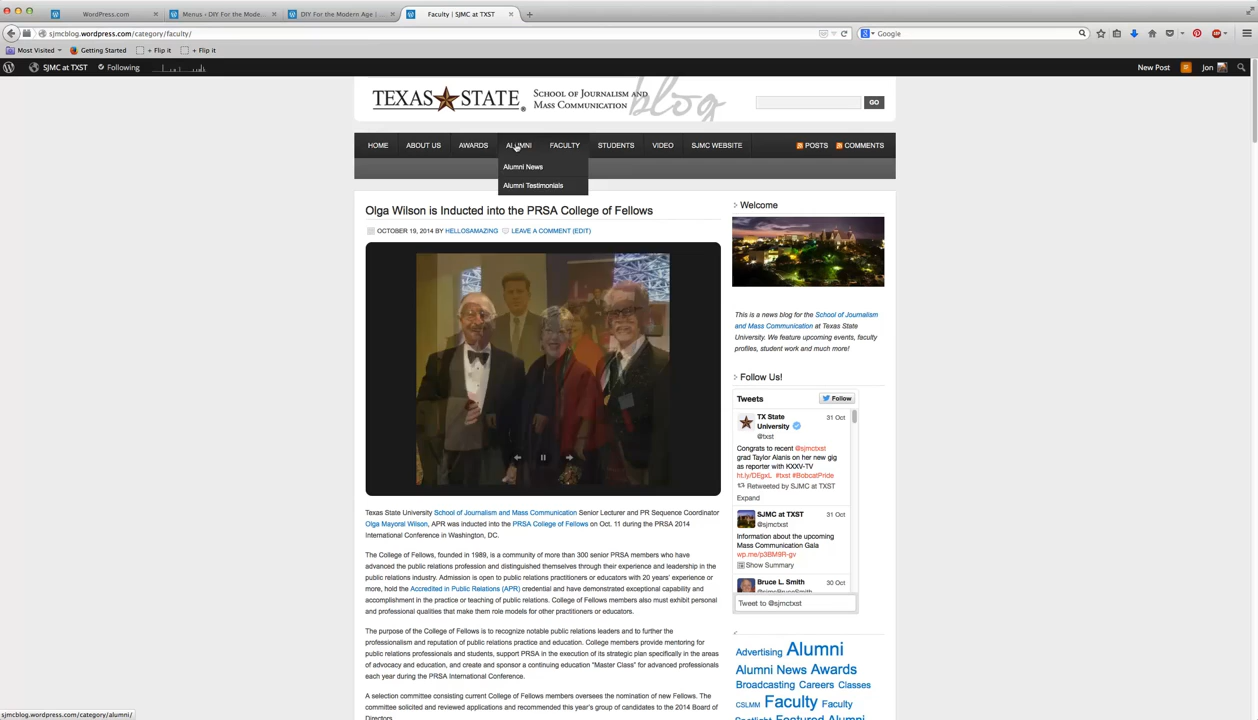 WordPress.com
Menus ‹ DIY For the Mode...
DIY For the Modern Age | ...
Faculty | SJMC at TXST
sjmcblog.wordpress.com/category/faculty/
Google
Most Visited
Getting Started
+ Flip it
+ Flip it
SJMC at TXST
Following
New Post
Jon
TEXAS STATE
SCHOOL OF JOURNALISM AND
MASS COMMUNICATION
blog
GO
HOME
ABOUT US
AWARDS
ALUMNI
FACULTY
STUDENTS
VIDEO
SJMC WEBSITE
POSTS
COMMENTS
Alumni News
Alumni Testimonials
Olga Wilson is Inducted into the PRSA College of Fellows
OCTOBER 19, 2014 BY HELLOSAMAZING
LEAVE A COMMENT (EDIT)
Texas State University School of Journalism and Mass Communication Senior Lecturer and PR Sequence Coordinator
Olga Mayoral Wilson, APR was inducted into the PRSA College of Fellows on Oct. 11 during the PRSA 2014
International Conference in Washington, DC.
The College of Fellows, founded in 1989, is a community of more than 300 senior PRSA members who have
advanced the public relations profession and distinguished themselves through their experience and leadership in the
public relations industry. Admission is open to public relations practitioners or educators with 20 years' experience or
more, hold the Accredited in Public Relations (APR) credential and have demonstrated exceptional capability and
accomplishment in the practice or teaching of public relations. College of Fellows members also must exhibit personal
and professional qualities that make them role models for other practitioners or educators.
The purpose of the College of Fellows is to recognize notable public relations leaders and to further the
professionalism and reputation of public relations practice and education. College members provide mentoring for
public relations professionals and students, support PRSA in the execution of its strategic plan specifically in the areas
of advocacy and education, and create and sponsor a continuing education "Master Class" for advanced professionals
each year during the PRSA International Conference.
A selection committee consisting current College of Fellows members oversees the nomination of new Fellows. The
committee solicited and reviewed applications and recommended this year's group of candidates to the 2014 Board of
Directors.
Welcome
This is a news blog for the School of Journalism
and Mass Communication at Texas State
University. We feature upcoming events, faculty
profiles, student work and much more!
Follow Us!
Tweets
Follow
TX State
University
31 Oct
@txst
Congrats to recent @sjmctxst
grad Taylor Alanis on her new gig
as reporter with KXXV-TV
ht.ly/DEgxL #txst #BobcatPride
Retweeted by SJMC at TXST
Expand
SJMC at TXST
31 Oct
@sjmctxst
Information about the upcoming
Mass Communication Gala
wp.me/p3BM9R-gv
Show Summary
Bruce L. Smith
30 Oct
@sjmcBruceSmith
Tweet to @sjmctxst
Advertising Alumni
Alumni News Awards
Broadcasting Careers Classes
CSLMM Faculty Faculty
Spotlight Featured Alumni
sjmcblog.wordpress.com/category/alumni/